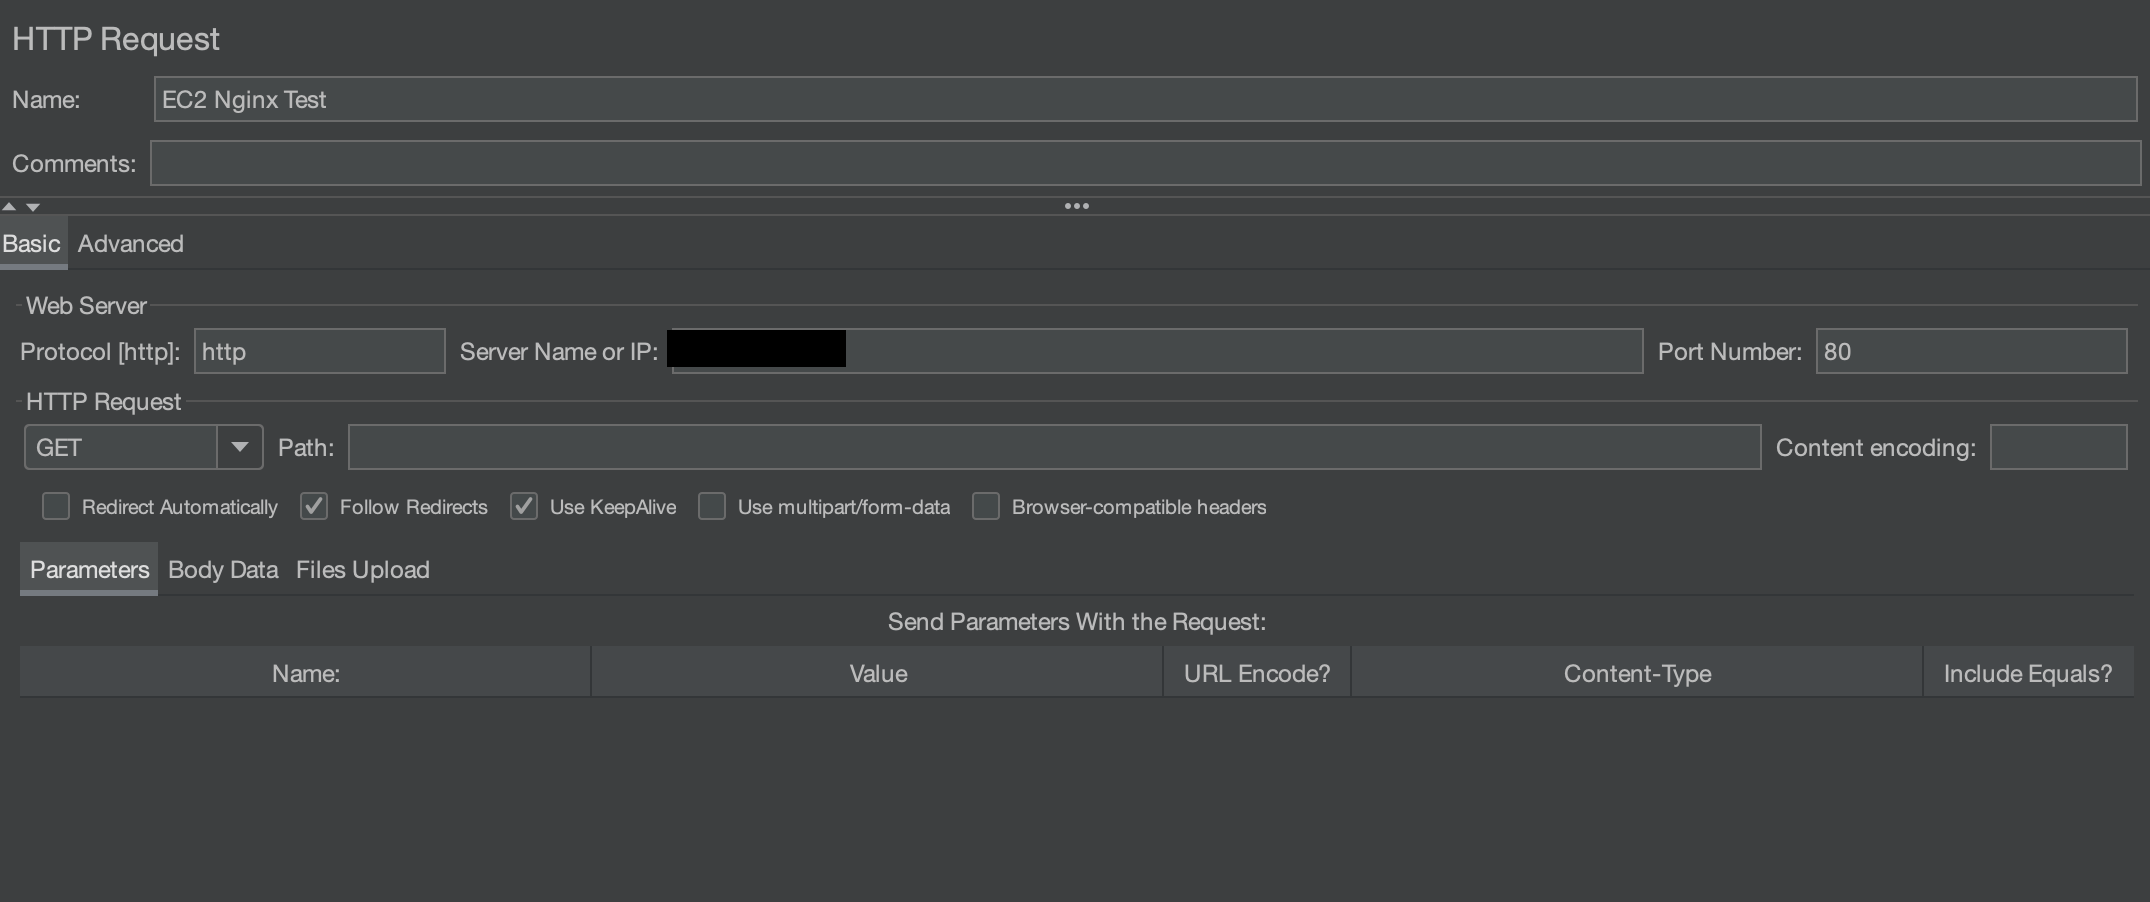 HTTP Request
Name: EC2 Nginx Test
Comments:
Basic Advanced
Web Server
Protocol [http]: http Server Name or IP: Port Number: 80
HTTP Request
GET Path: Content encoding:
Redirect Automatically Follow Redirects Use KeepAlive Use multipart/form-data Browser-compatible headers
Parameters Body Data Files Upload
Send Parameters With the Request:
Name: Value URL Encode? Content-Type Include Equals?